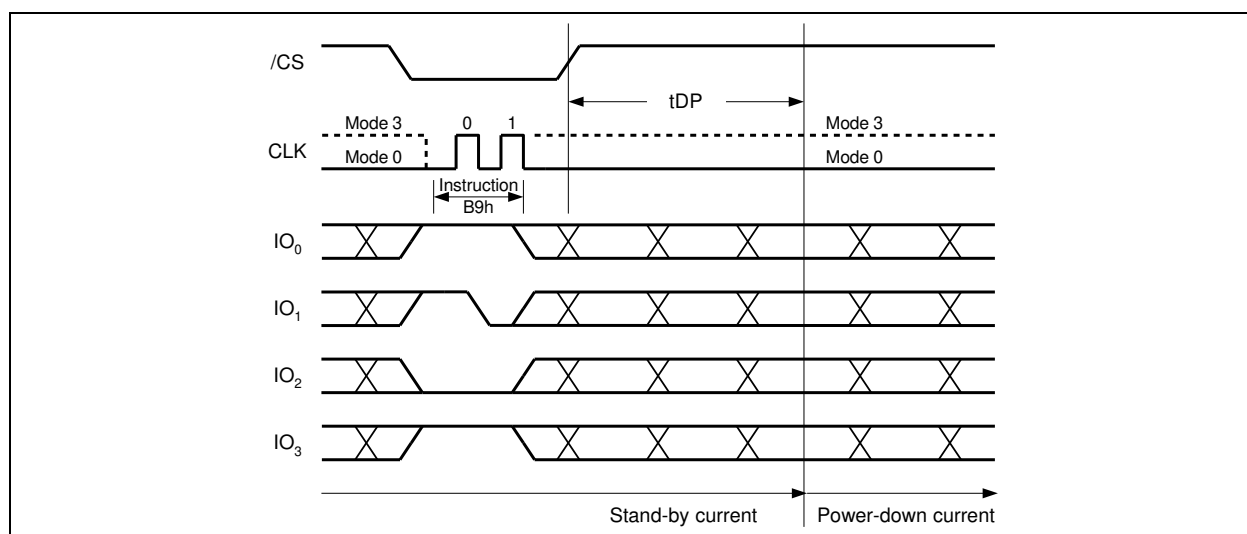 /CS
tDP
Mode 3 0 1 Mode 3
CLK
Mode 0 Mode 0
Instruction
B9h
IO0
IO1
IO2
IO3
Stand-by current Power-down current